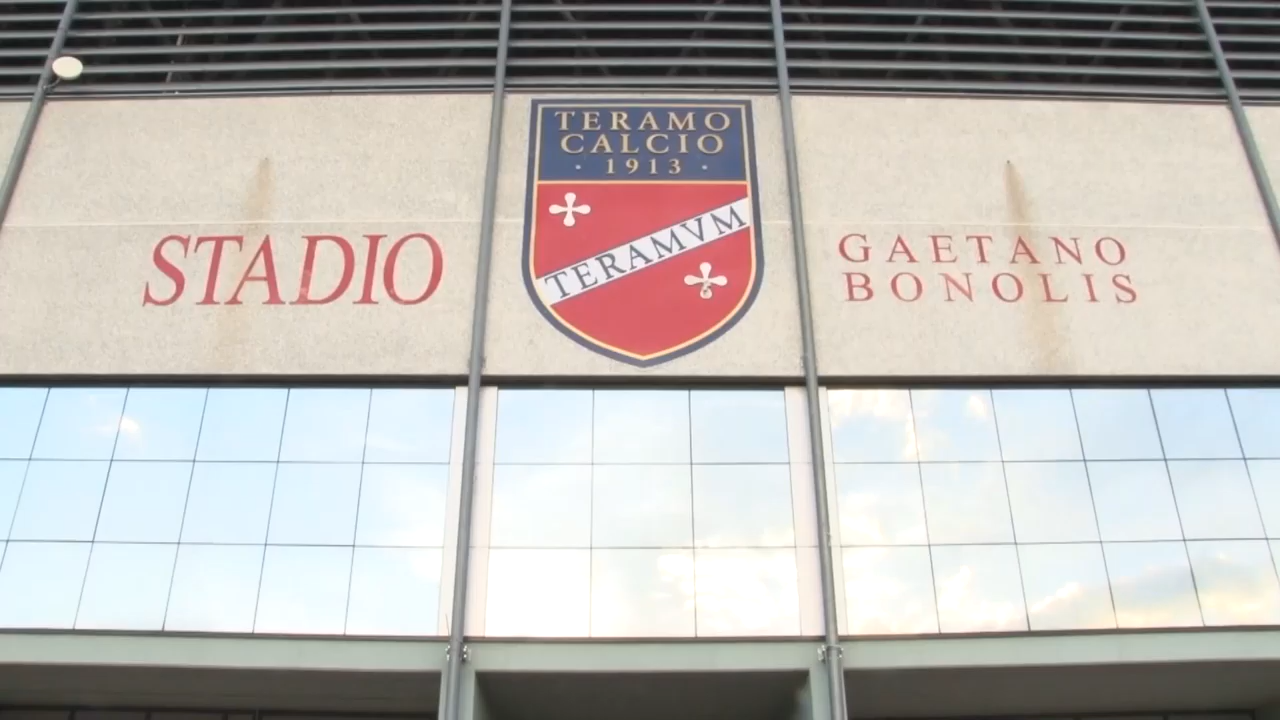 STADIO
TERAMO
CALCIO
· 1913 ·
TERAMVM
GAETANO
BONOLIS